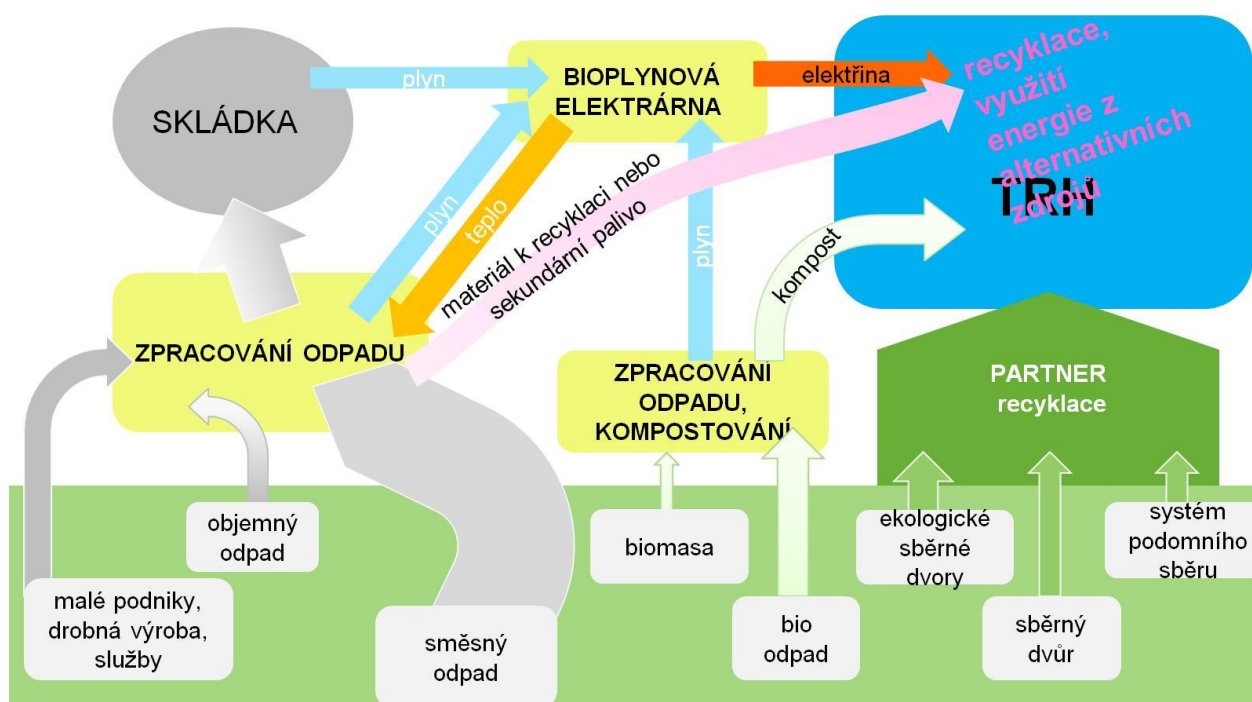 SKLÁDKA
plyn
BIOPLYNOVÁ
ELEKTRÁRNA
elektřina
recyklace,
využití
energie z
alternativních
zdrojů
TRH
plyn
teplo
materiál k recyklaci nebo
sekundární palivo
plyn
kompost
ZPRACOVÁNÍ ODPADU
ZPRACOVÁNÍ
ODPADU,
KOMPOSTOVÁNÍ
PARTNER
recyklace
objemný
odpad
malé podniky,
drobná výroba,
služby
směsný
odpad
biomasa
bio
odpad
ekologické
sběrné
dvory
sběrný
dvůr
systém
podomního
sběru